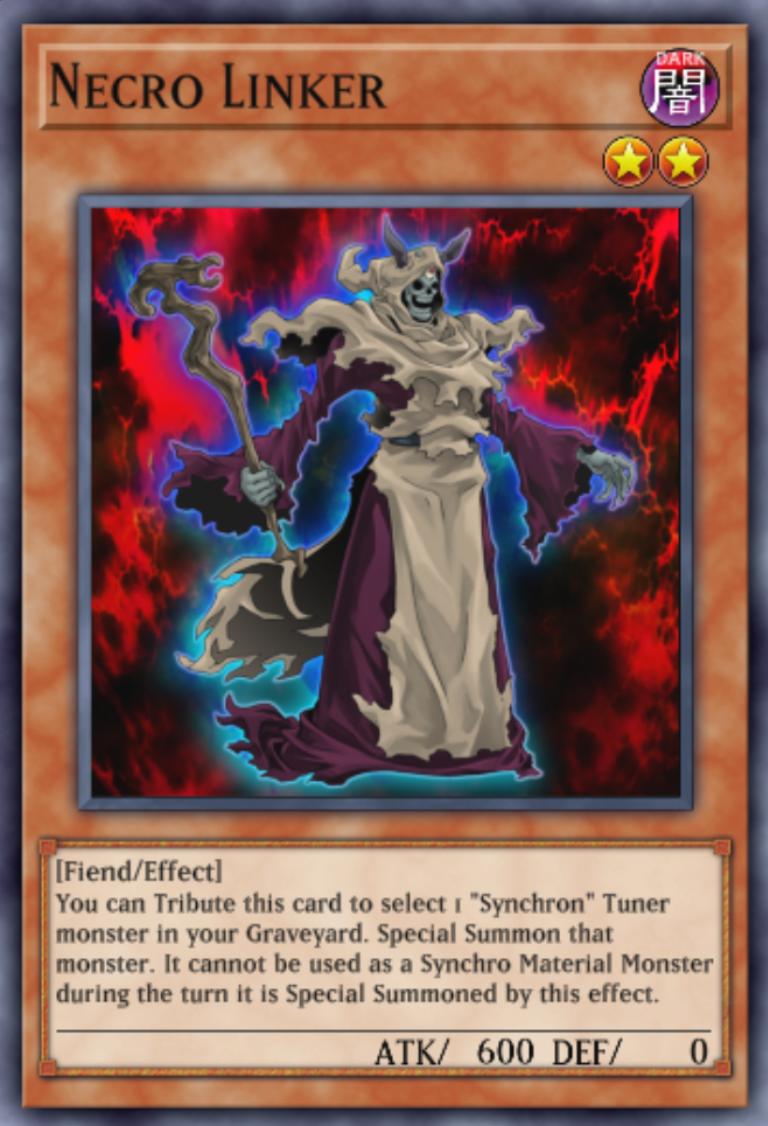 Necro Linker
DARK
闇
[Fiend/Effect]
You can Tribute this card to select 1 "Synchron" Tuner
monster in your Graveyard. Special Summon that
monster. It cannot be used as a Synchro Material Monster
during the turn it is Special Summoned by this effect.
ATK/ 600 DEF/ 0